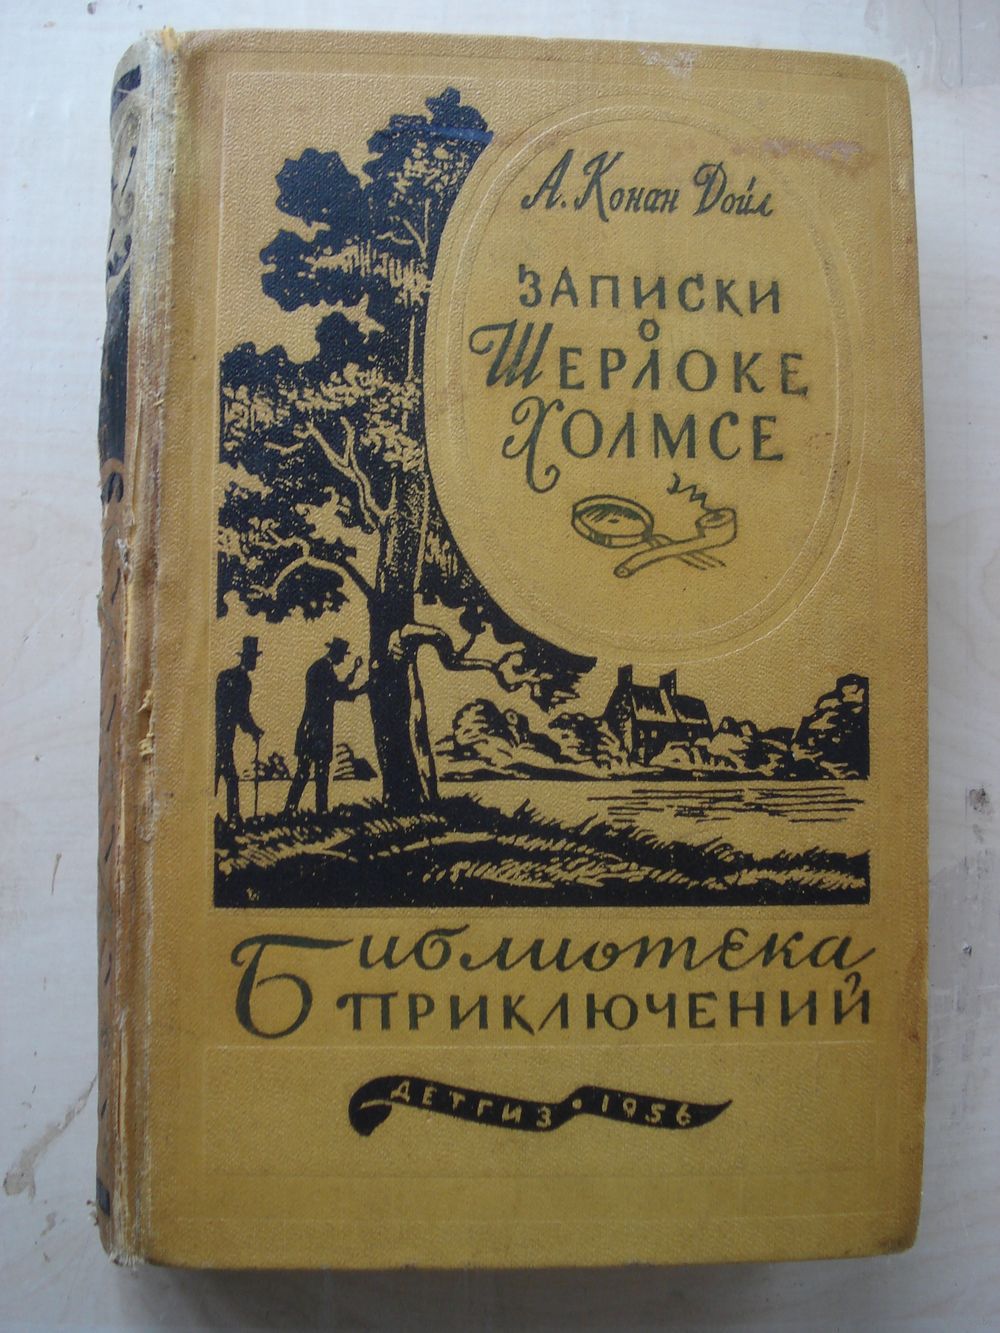 А. Конан Дойл
ЗАПИСКИ
О
ШЕРЛОКЕ
ХОЛМСЕ
Библиотека
ПРИКЛЮЧЕНИЙ
ДЕТГИЗ • 1956